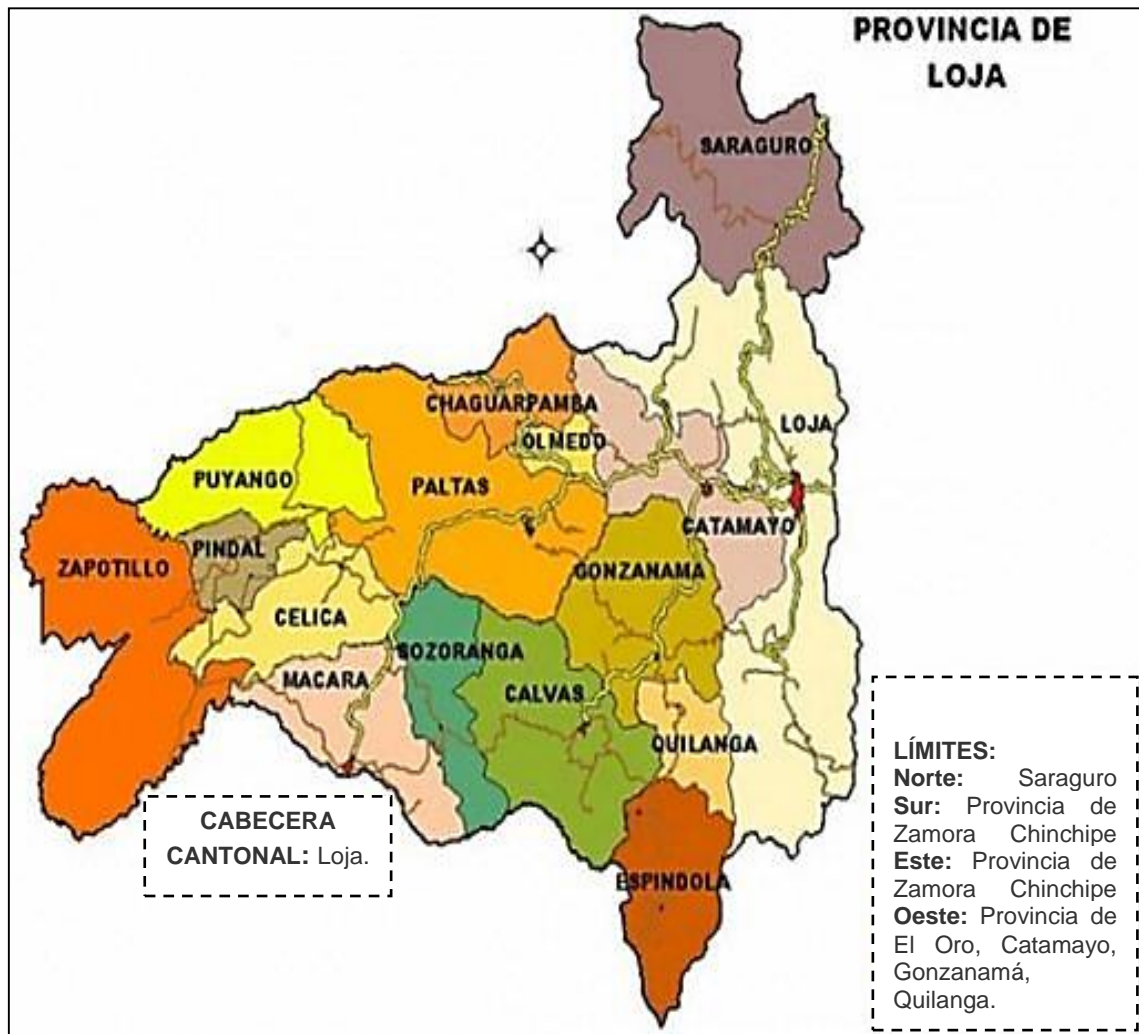 PROVINCIA DE
LOJA
SARAGURO
CHAGUARPAMBA
OLMEDO
LOJA
PUYANGO
PALTAS
CATAMAYO
PINDAL
ZAPOTILLO
GONZANAMA
CELICA
SOZORANGA
MACARA
CALVAS
QUILANGA
ESPINDOLA
CABECERA
CANTONAL: Loja.
LÍMITES:
Norte: Saraguro
Sur: Provincia de
Zamora Chinchipe
Este: Provincia de
Zamora Chinchipe
Oeste: Provincia de
El Oro, Catamayo,
Gonzanamá,
Quilanga.